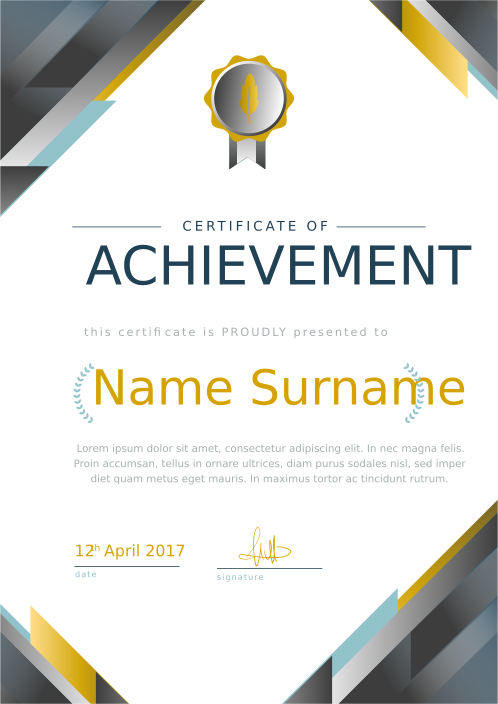 CERTIFICATE OF
ACHIEVEMENT
this certificate is PROUDLY presented to
Name Surname
Lorem ipsum dolor sit amet, consectetur adipiscing elit. In nec magna felis.
Proin accumsan, tellus in ornare ultrices, diam purus sodales nisl, sed imper
diet quam metus eget mauris. In maximus tortor ac tincidunt rutrum.
12th April 2017
date
signature